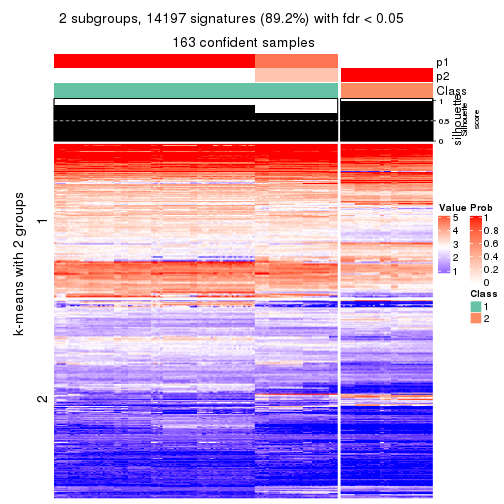 2 subgroups, 14197 signatures (89.2%) with fdr < 0.05
163 confident samples
p1
p2
Class
1
0.5
0
silhouette
Silhouette
score
k-means with 2 groups
1
2
Value
5
4
3
2
1
Prob
1
0.8
0.6
0.4
0.2
0
Class
1
2